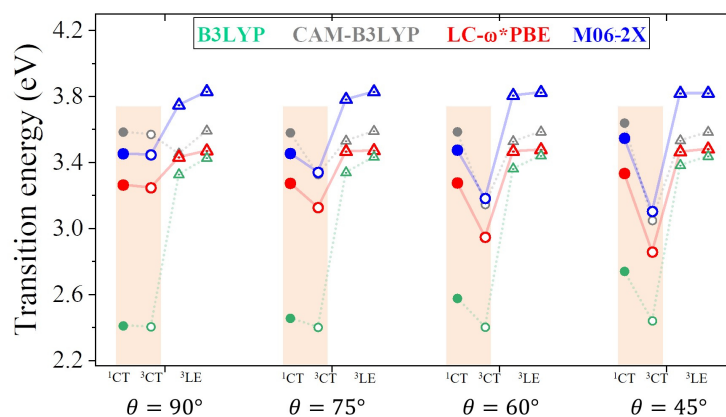 B3LYP CAM-B3LYP LC-ω*PBE M06-2X
Transition energy (eV)
4.2
3.8
3.4
3.0
2.6
2.2
¹CT ³CT ³LE ¹CT ³CT ³LE ¹CT ³CT ³LE ¹CT ³CT ³LE
θ = 90° θ = 75° θ = 60° θ = 45°